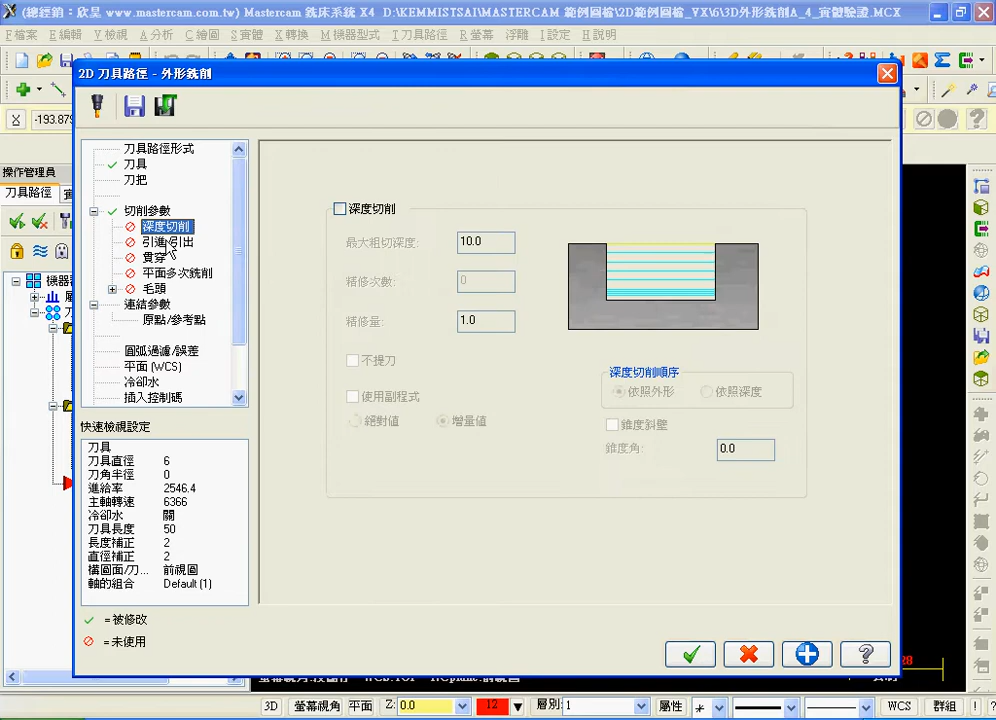 (總經銷: 欣呈 www.mastercam.com.tw) Mastercam 銑床系統 X4 D:\KEMMISTSAI\MASTERCAM 範例圖檔\2D範例圖檔_VX\6\3D外形銑削A_4_實體驗證.MCX
F檔案 E編輯 V檢視 A分析 C繪圖 S實體 X轉換 M機器型式 T刀具路徑 R螢幕 浮雕 I設定 H說明
2D 刀具路徑 - 外形銑削
-193.879
操作管理員
刀具路徑
刀具路徑形式
刀具
刀把
切削參數
深度切削
引進/引出
貫穿
平面多次銑削
毛頭
連結參數
原點/參考點
圓弧過濾/誤差
平面 (WCS)
冷卻水
插入控制碼
深度切削
最大粗切深度: 10.0
精修次數: 0
精修量: 1.0
不提刀
使用副程式
絕對值 增量值
深度切削順序
依照外形 依照深度
錐度斜壁
錐度角: 0.0
快速檢視設定
刀具
刀具直徑 6
刀角半徑 0
進給率 2546.4
主軸轉速 6366
冷卻水 關
刀具長度 50
長度補正 2
直徑補正 2
構圖面/刀... 前視圖
軸的組合 Default (1)
= 被修改
= 未使用
3D 螢幕視角 平面 Z: 0.0 12 層別: 1 屬性 WCS 群組